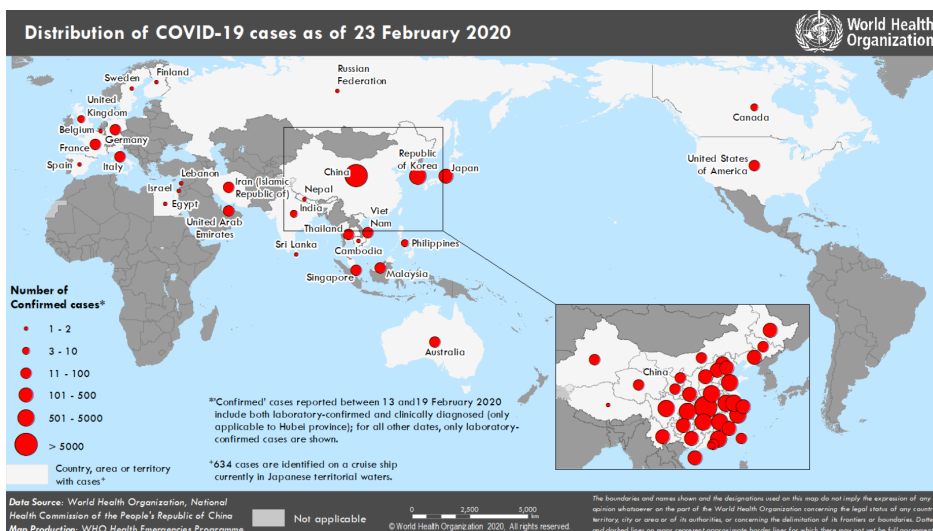 Distribution of COVID-19 cases as of 23 February 2020
World Health
Organization
Russian
Federation
Finland
Sweden
United
Kingdom
Belgium
Germany
France
Spain
Italy
Canada
United States
of America
Republic
of Korea
Japan
China
Lebanon
Israel
Egypt
Iran (Islamic
Republic of)
Nepal
India
United Arab
Emirates
Viet
Nam
Thailand
Cambodia
Philippines
Sri Lanka
Singapore
Malaysia
Australia
China
Number of
Confirmed cases*
1 - 2
3 - 10
11 - 100
101 - 500
501 - 5000
> 5000
Country, area or territory
with cases+
*'Confirmed' cases reported between 13 and19 February 2020
include both laboratory-confirmed and clinically diagnosed (only
applicable to Hubei province); for all other dates, only laboratory-
confirmed cases are shown.
+634 cases are identified on a cruise ship
currently in Japanese territorial waters.
Data Source: World Health Organization, National
Health Commission of the People's Republic of China
Map Production: WHO Health Emergencies Programme
Not applicable
0 2,500 5,000
km
© World Health Organization 2020, All rights reserved.
The boundaries and names shown and the designations used on this map do not imply the expression of any
opinion whatsoever on the part of the World Health Organization concerning the legal status of any country,
territory, city or area or of its authorities, or concerning the delimitation of its frontiers or boundaries.